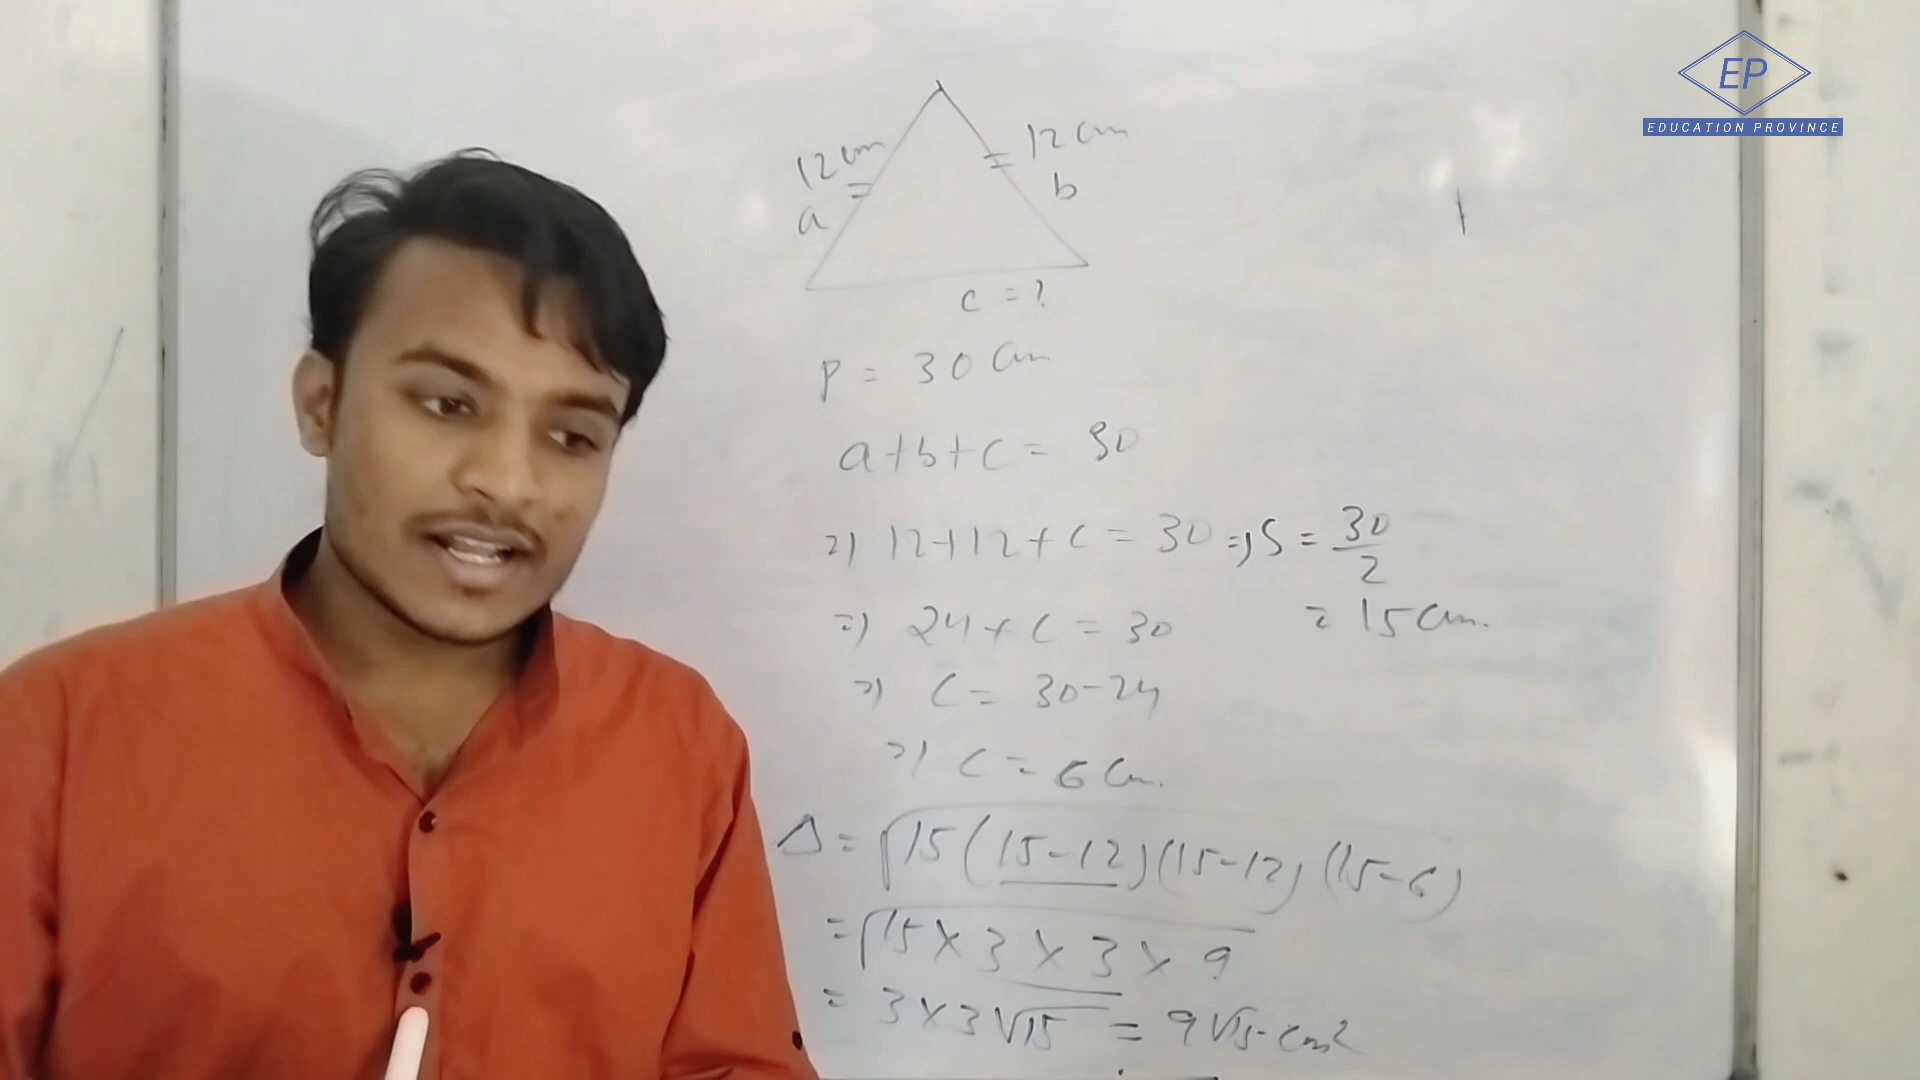 EP
EDUCATION PROVINCE
12 cm
a
= 12 cm
b
c = ?
P = 30 cm
a+b+c = 30
=) 12+12+c = 30 =) S = 30/2
=) 24+c = 30
= 15 cm.
=) c = 30-24
=) c = 6 cm.
Δ = √15(15-12)(15-12)(15-6)
= √15 × 3 × 3 × 9
= 3×3√15 = 9√15 cm²